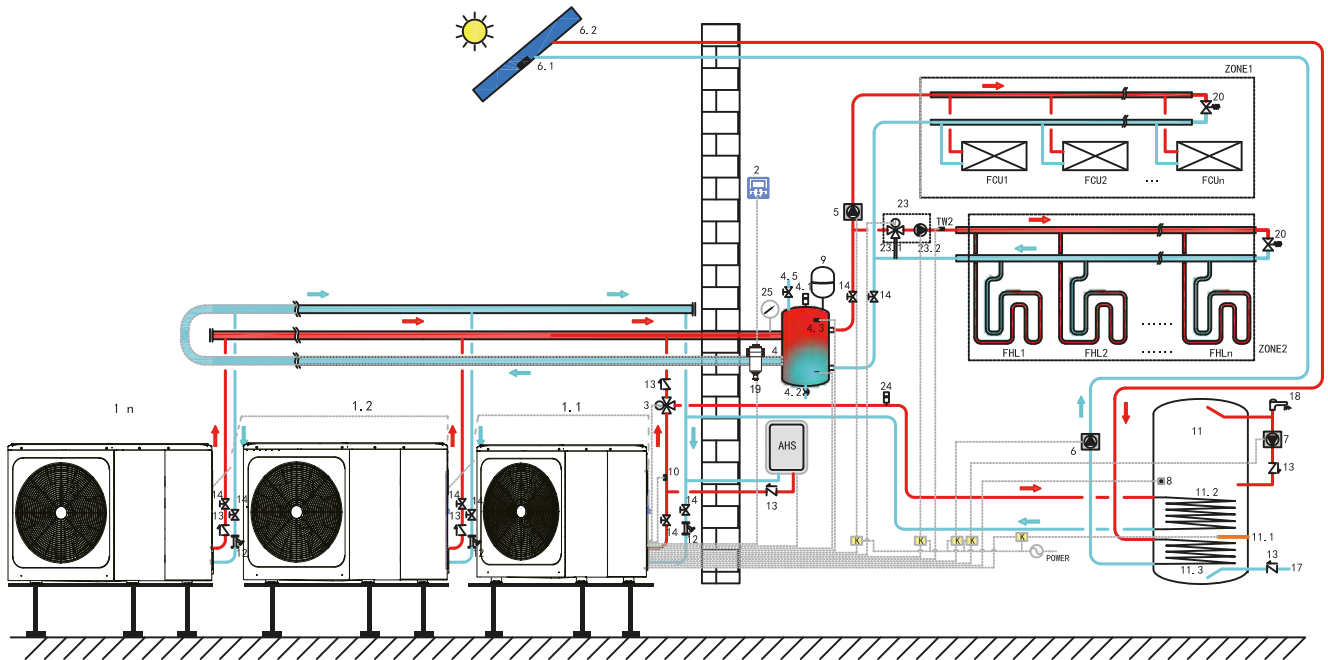 6.2
6.1
ZONE1
20
FCU1
FCU2
...
FCUn
2
5
23
TW2
23.1
23.2
20
9
4.5
4.1
14
14
25
4.3
4
19
4.2
FHL1
FHL2
......
......
FHLn
ZONE2
1 n
1.2
1.1
13
3
24
18
11
AHS
6
7
10
13
13
8
14
14
14
14
14
13
13
11.2
12
12
12
K
K
K
K
K
POWER
11.1
11.3
13
17